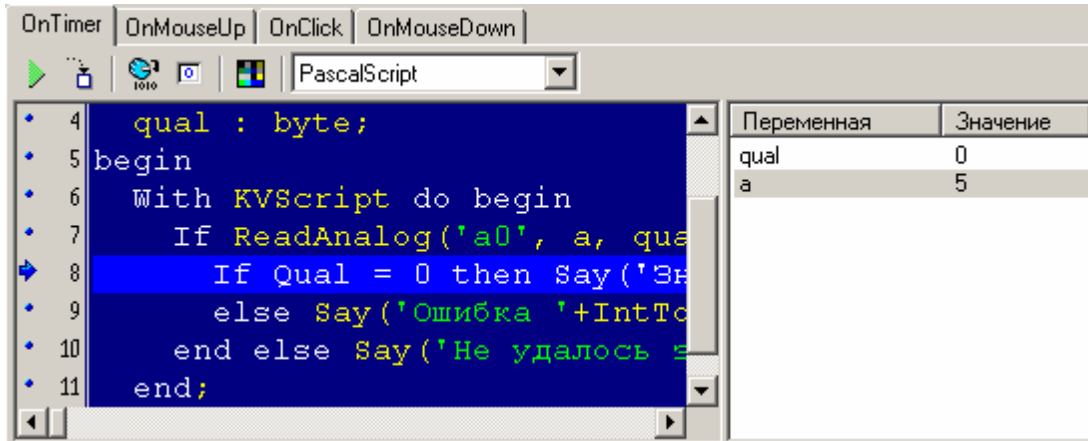 OnTimer OnMouseUp OnClick OnMouseDown
1010 PascalScript
4 qual : byte;
5 begin
6 With KVScript do begin
7 If ReadAnalog('a0', a, qua
8 If Qual = 0 then Say('Зн
9 else Say('Ошибка '+IntTo
10 end else Say('Не удалось
11 end;
Переменная Значение
qual 0
a 5